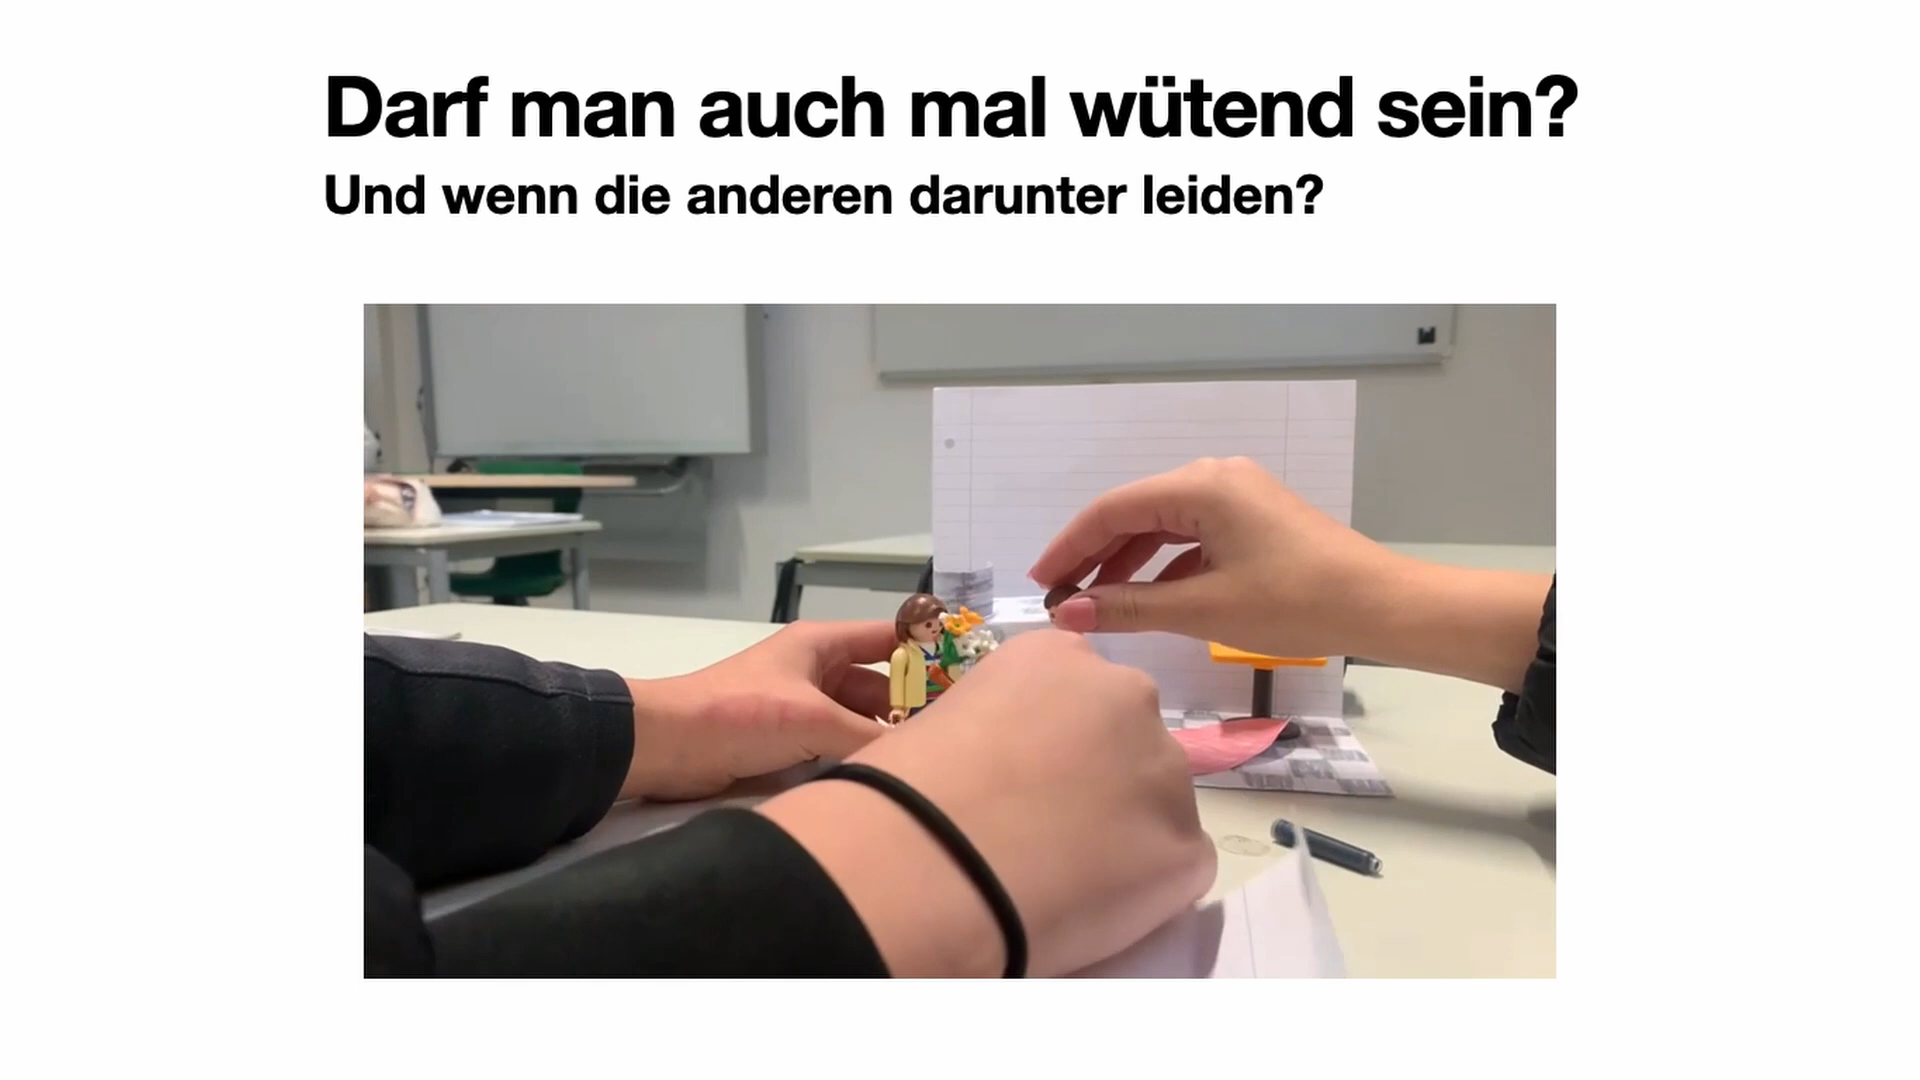 Darf man auch mal wütend sein?
Und wenn die anderen darunter leiden?